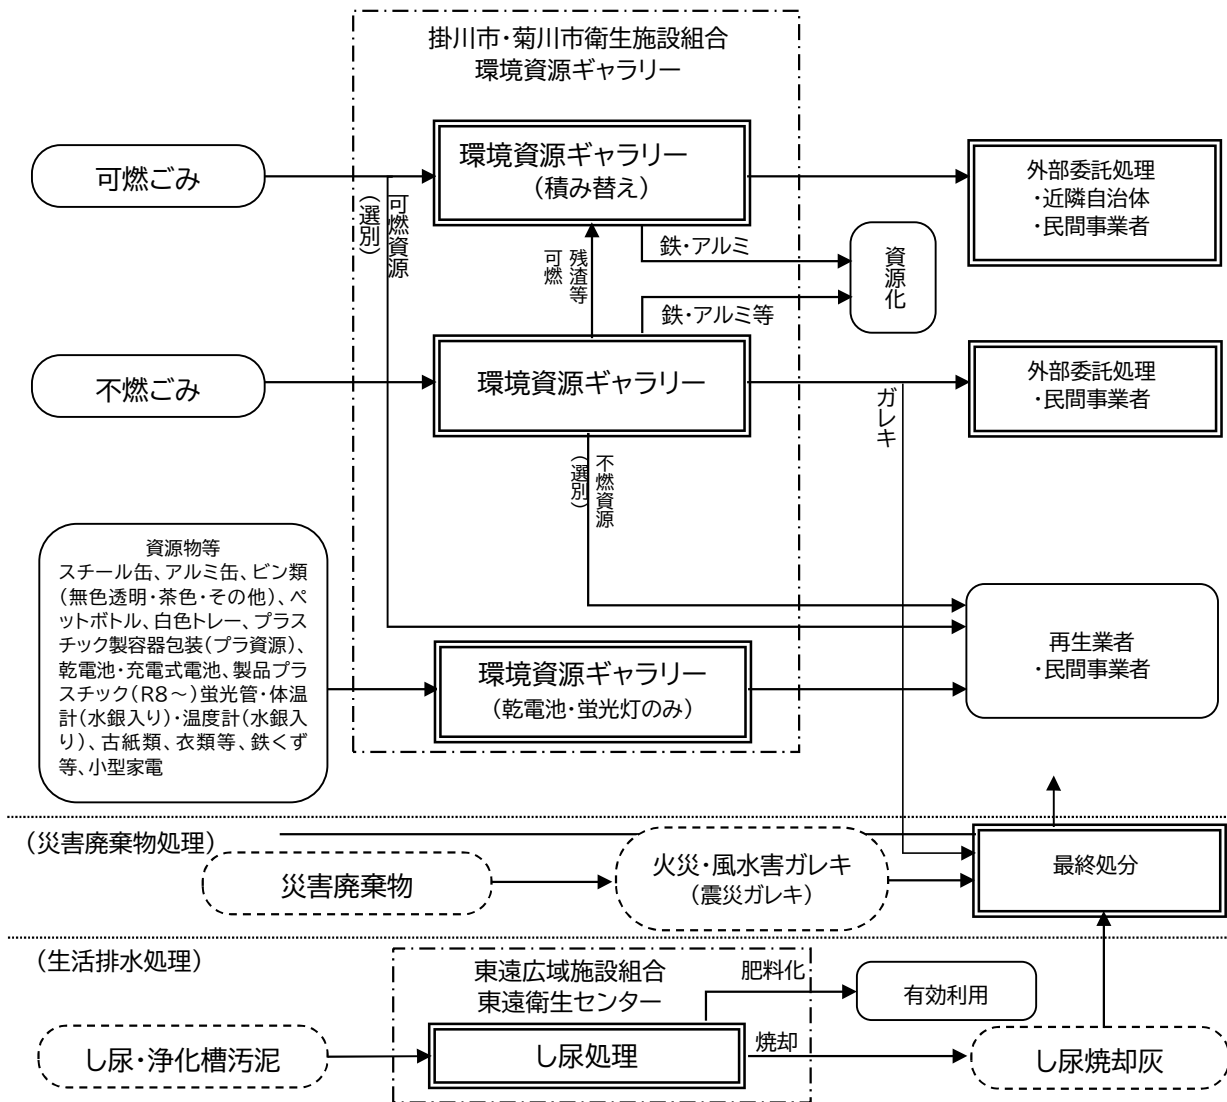 掛川市・菊川市衛生施設組合
環境資源ギャラリー
可燃ごみ
環境資源ギャラリー
(積み替え)
外部委託処理
・近隣自治体
・民間事業者
可燃資源
(選別)
残渣等
可燃
鉄・アルミ
資源化
鉄・アルミ等
不燃ごみ
環境資源ギャラリー
外部委託処理
・民間事業者
ガレキ
不燃資源
(選別)
資源物等
スチール缶、アルミ缶、ビン類
(無色透明・茶色・その他)、ペ
ットボトル、白色トレー、プラス
チック製容器包装(プラ資源)、
乾電池・充電式電池、製品プラ
スチック(R8～)蛍光管・体温
計(水銀入り)・温度計(水銀入
り)、古紙類、衣類等、鉄くず
等、小型家電
環境資源ギャラリー
(乾電池・蛍光灯のみ)
再生業者
・民間事業者
(災害廃棄物処理)
災害廃棄物
火災・風水害ガレキ
(震災ガレキ)
最終処分
(生活排水処理)
東遠広域施設組合
東遠衛生センター
肥料化
有効利用
し尿・浄化槽汚泥
し尿処理
焼却
し尿焼却灰